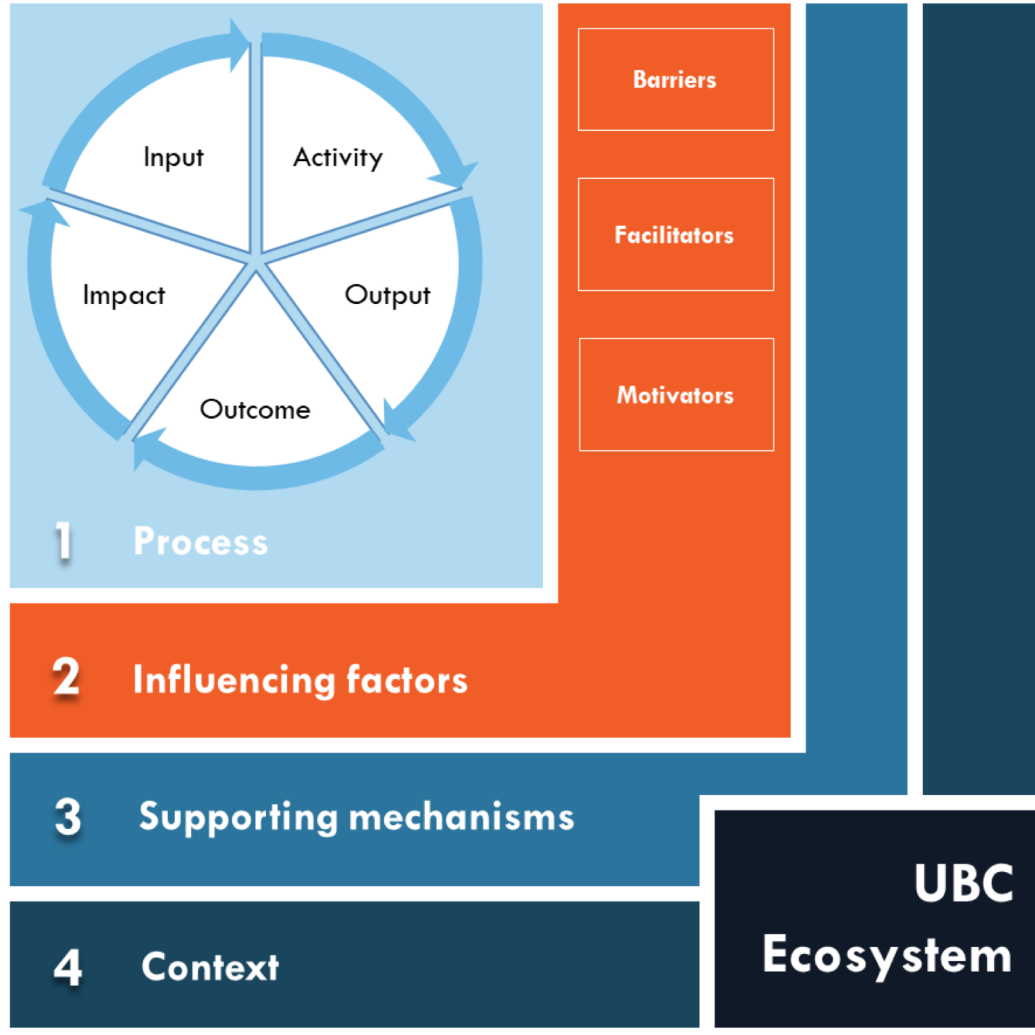 Input
Activity
Impact
Output
Outcome
1 Process
Barriers
Facilitators
Motivators
2 Influencing factors
3 Supporting mechanisms
4 Context
UBC
Ecosystem